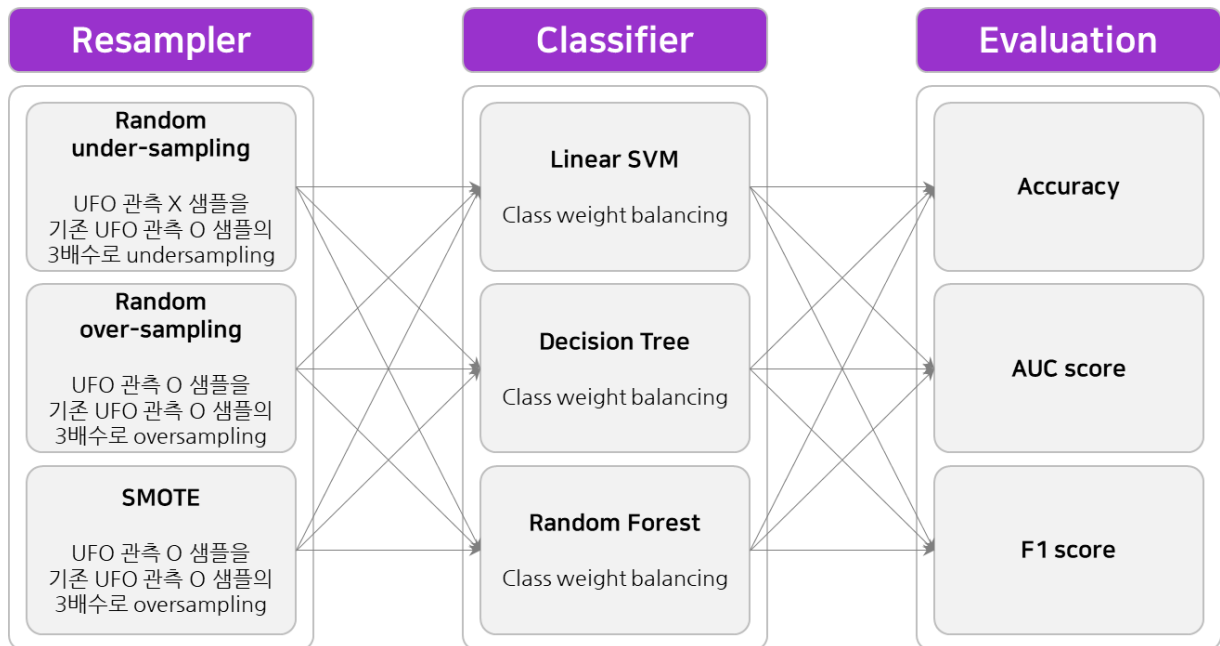 Resampler
Classifier
Evaluation
Random
under-sampling
UFO 관측 X 샘플을
기존 UFO 관측 O 샘플의
3배수로 undersampling
Random
over-sampling
UFO 관측 O 샘플을
기존 UFO 관측 O 샘플의
3배수로 oversampling
SMOTE
UFO 관측 O 샘플을
기존 UFO 관측 O 샘플의
3배수로 oversampling
Linear SVM
Class weight balancing
Decision Tree
Class weight balancing
Random Forest
Class weight balancing
Accuracy
AUC score
F1 score